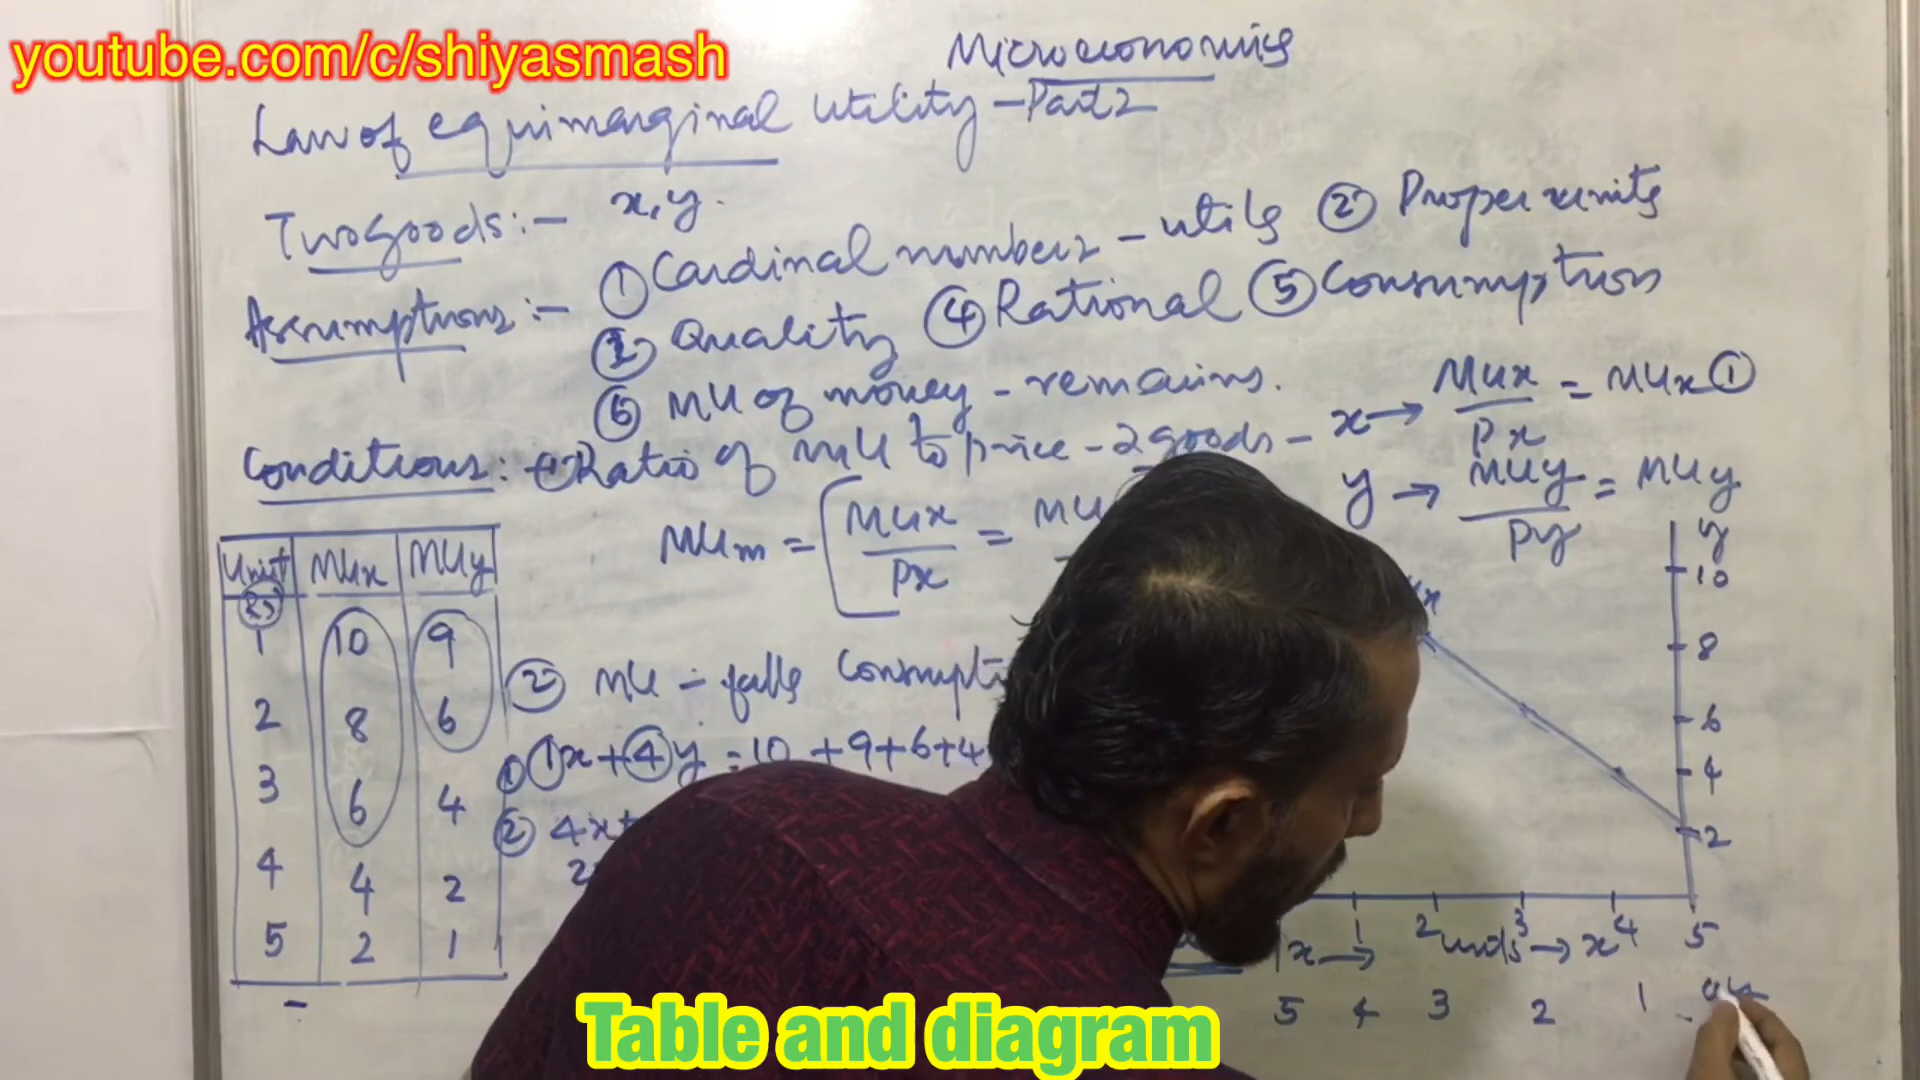 youtube.com/c/shiyasmash
Microeconomics
Law of equimarginal utility - Part 2
Two Goods :- x, y.
Assumptions :- ① Cardinal numbers - utils ② Proper units
Quality ④ Rational ⑤ Consumption
⑥ MU of money - remains.
Conditions : Ratio of MU to price - 2 goods -
x → MUx / Px = MUx ①
y → MUy / Py = MUy
MUm = MUx / Px = MU
Unit MUx MUy
Rs
1 10 9
2 8 6
3 6 4
4 4 2
5 2 1
② MU - falls
① ①x + ④y = 10 + 9 + 6 + 4
② 4x
2
y
10
8
6
4
2
1 2 3 4 5
x → units → x
5 4 3 2 1
Table and diagram